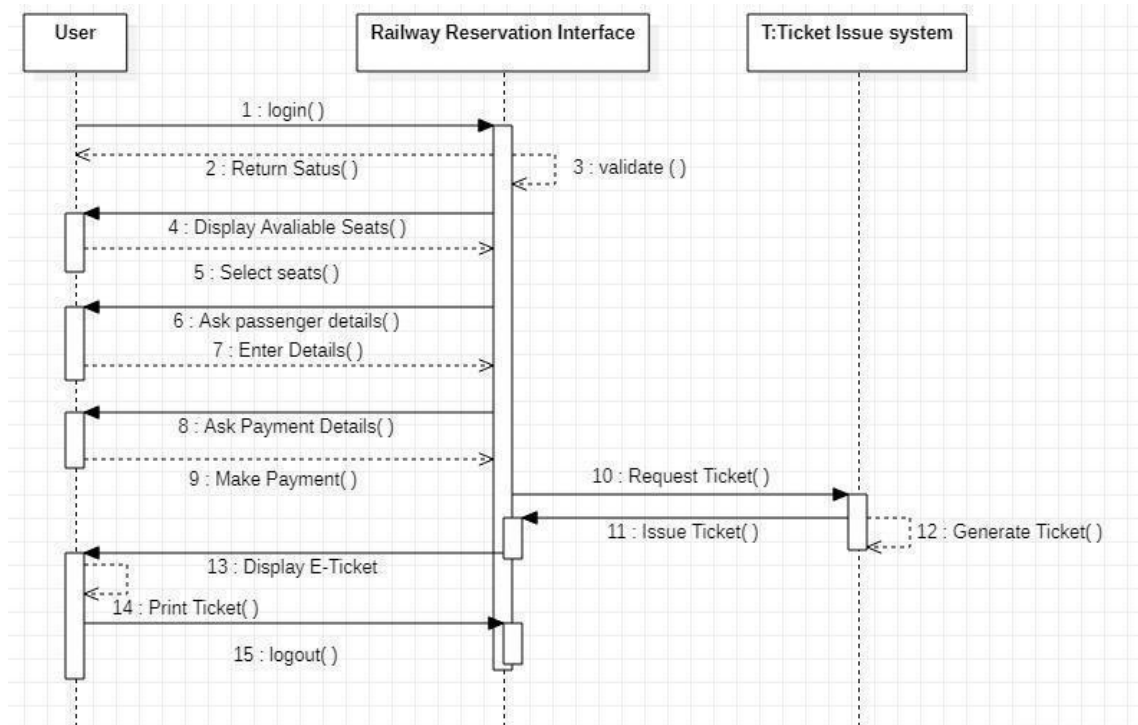 User
Railway Reservation Interface
T:Ticket Issue system
1 : login( )
2 : Return Satus( )
3 : validate ( )
4 : Display Avaliable Seats( )
5 : Select seats( )
6 : Ask passenger details( )
7 : Enter Details( )
8 : Ask Payment Details( )
9 : Make Payment( )
10 : Request Ticket( )
11 : Issue Ticket( )
12 : Generate Ticket( )
13 : Display E-Ticket
14 : Print Ticket( )
15 : logout( )